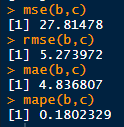 > mse(b,c)
[1] 27.81478
> rmse(b,c)
[1] 5.273972
> mae(b,c)
[1] 4.836807
> mape(b,c)
[1] 0.1802329